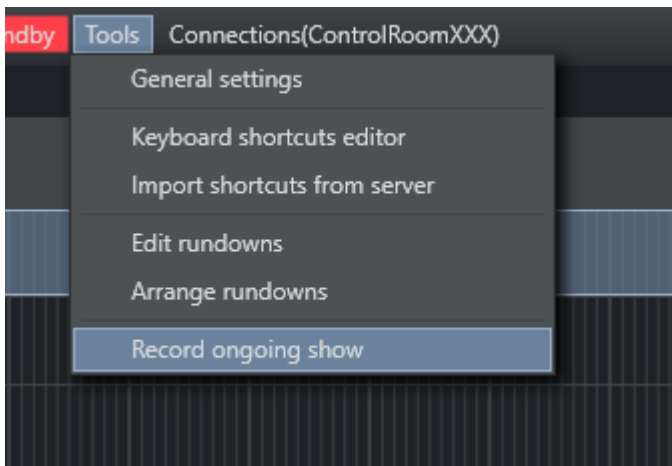 Tools Connections(ControlRoomXXX)
General settings
Keyboard shortcuts editor
Import shortcuts from server
Edit rundowns
Arrange rundowns
Record ongoing show